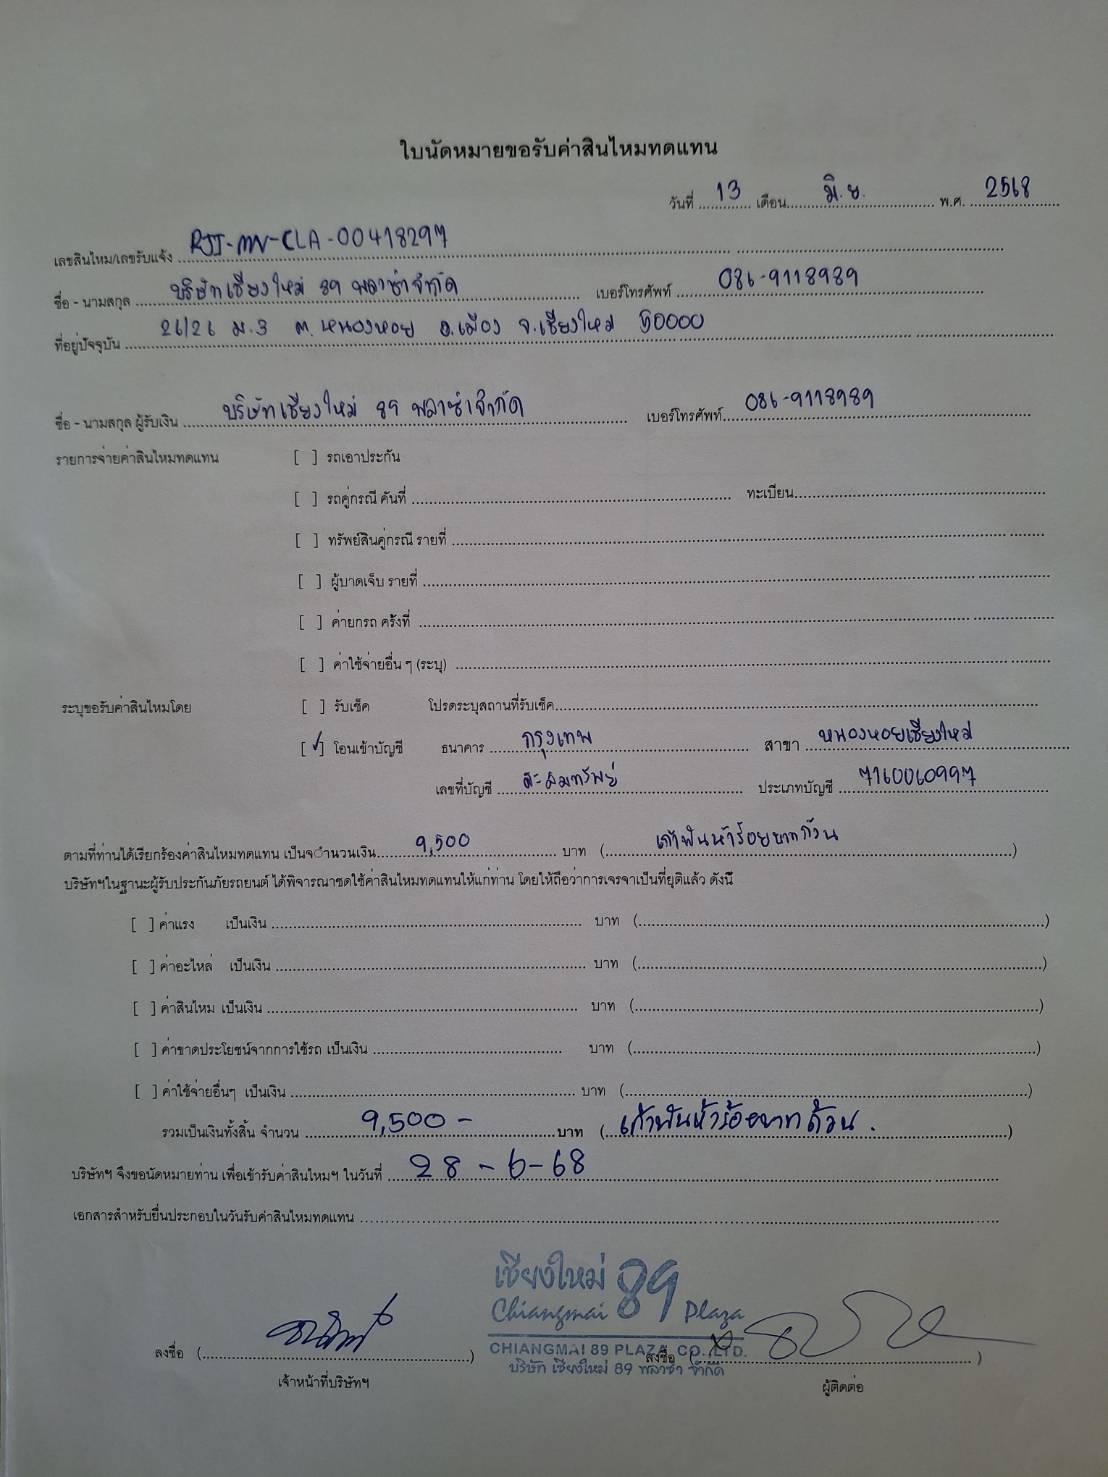 ใบนัดหมายขอรับค่าสินไหมทดแทน
วันที่ 13 เดือน มิ.ย. พ.ศ. 2568
เลขสินไหม/เลขรับแจ้ง RJI-MV-CLA-00418297
ชื่อ - นามสกุล บริษัทเชียงใหม่ 89 พลาซ่าจำกัด เบอร์โทรศัพท์ 086-9118989
ที่อยู่ปัจจุบัน 26/26 ม.3 ต.หนองหอย อ.เมือง จ.เชียงใหม่ 50000
ชื่อ - นามสกุล ผู้รับเงิน บริษัทเชียงใหม่ 89 พลาซ่าจำกัด เบอร์โทรศัพท์ 086-9118989
รายการจ่ายค่าสินไหมทดแทน [ ] รถเอาประกัน
[ ] รถคู่กรณี คันที่ ทะเบียน
[ ] ทรัพย์สินคู่กรณี รายที่
[ ] ผู้บาดเจ็บ รายที่
[ ] ค่ายกรถ ครั้งที่
[ ] ค่าใช้จ่ายอื่น ๆ (ระบุ)
ระบุขอรับค่าสินไหมโดย [ ] รับเช็ค โปรดระบุสถานที่รับเช็ค
[✓] โอนเข้าบัญชี ธนาคาร กรุงเทพ สาขา หนองหอยเชียงใหม่
เลขที่บัญชี สะสมทรัพย์ ประเภทบัญชี 7160060997
ตามที่ท่านได้เรียกร้องค่าสินไหมทดแทน เป็นจำนวนเงิน 9,500 บาท (เก้าพันห้าร้อยบาทถ้วน)
บริษัทฯในฐานะผู้รับประกันภัยรถยนต์ ได้พิจารณาชดใช้ค่าสินไหมทดแทนให้แก่ท่าน โดยให้ถือว่าการเจรจาเป็นที่ยุติแล้ว ดังนี้
[ ] ค่าแรง เป็นเงิน บาท ( )
[ ] ค่าอะไหล่ เป็นเงิน บาท ( )
[ ] ค่าสินไหม เป็นเงิน บาท ( )
[ ] ค่าขาดประโยชน์จากการใช้รถ เป็นเงิน บาท ( )
[ ] ค่าใช้จ่ายอื่นๆ เป็นเงิน บาท ( )
รวมเป็นเงินทั้งสิ้น จำนวน 9,500 - บาท (เก้าพันห้าร้อยบาทถ้วน.)
บริษัทฯ จึงขอนัดหมายท่าน เพื่อเข้ารับค่าสินไหมฯ ในวันที่ 28-6-68
เอกสารสำหรับยื่นประกอบในวันรับค่าสินไหมทดแทน
เชียงใหม่ 89
Chiangmai Plaza
CHIANGMAI 89 PLAZA CO.,LTD.
บริษัท เชียงใหม่ 89 พลาซ่า จำกัด
ลงชื่อ ( ) ลงชื่อ ( )
เจ้าหน้าที่บริษัทฯ ผู้ติดต่อ